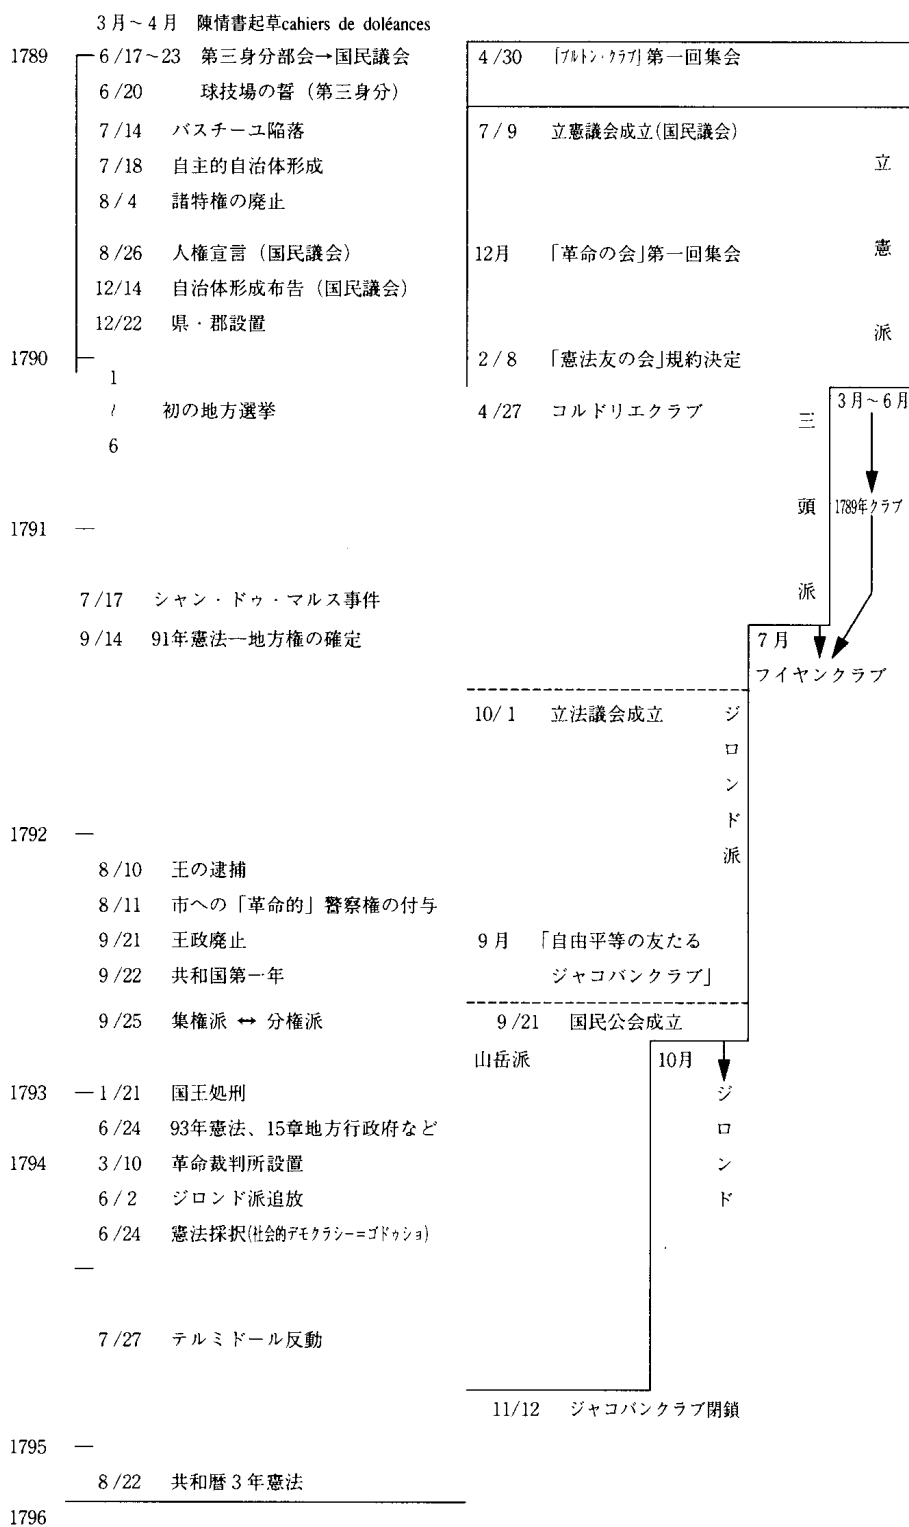 3月～4月 陳情書起草cahiers de doléances
1789 6/17～23 第三身分部会→国民議会
6/20 球技場の誓（第三身分）
7/14 バスチーユ陥落
7/18 自主的自治体形成
8/4 諸特権の廃止
8/26 人権宣言（国民議会）
12/14 自治体形成布告（国民議会）
12/22 県・郡設置
1790
1～6 初の地方選挙
1791
7/17 シャン・ドゥ・マルス事件
9/14 91年憲法―地方権の確定
1792
8/10 王の逮捕
8/11 市への「革命的」警察権の付与
9/21 王政廃止
9/22 共和国第一年
9/25 集権派 ↔ 分権派
1793 1/21 国王処刑
6/24 93年憲法、15章地方行政府など
1794 3/10 革命裁判所設置
6/2 ジロンド派追放
6/24 憲法採択(社会的デモクラシー=ゴドゥショ)
7/27 テルミドール反動
1795
8/22 共和暦3年憲法
1796
4/30 「ブルトン・クラブ」第一回集会
7/9 立憲議会成立(国民議会)
12月 「革命の会」第一回集会
2/8 「憲法友の会」規約決定
立憲派
4/27 コルドリエクラブ
三頭派
3月～6月
1789年クラブ
7月
フイヤンクラブ
10/1 立法議会成立
ジロンド派
9月 「自由平等の友たる
ジャコバンクラブ」
9/21 国民公会成立
山岳派
10月
ジロンド
11/12 ジャコバンクラブ閉鎖